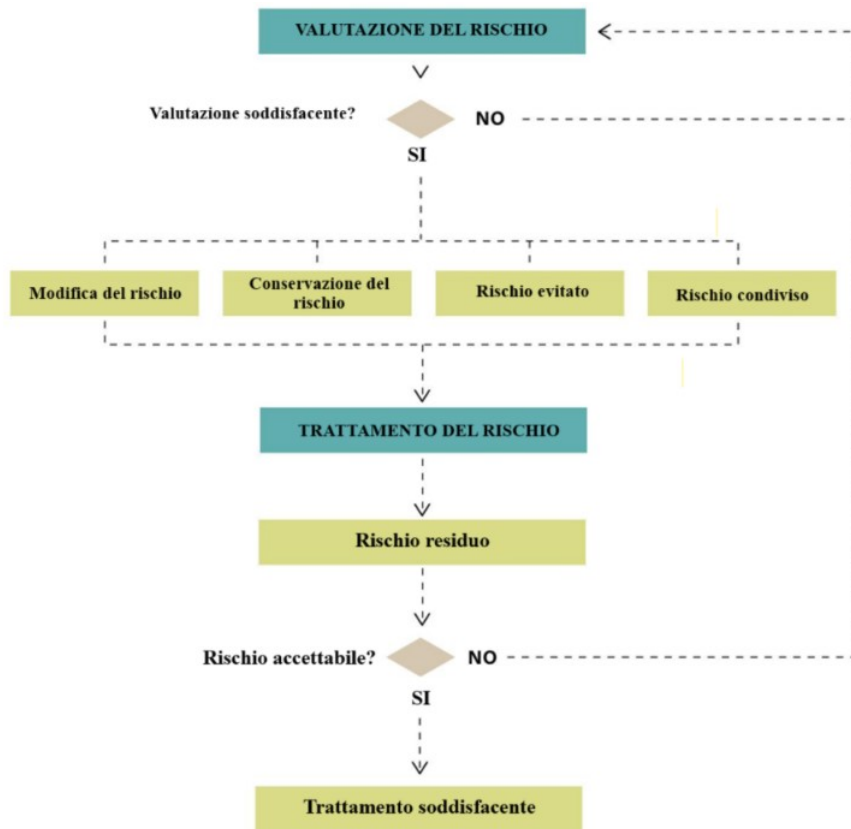 VALUTAZIONE DEL RISCHIO
Valutazione soddisfacente?
NO
SI
Modifica del rischio
Conservazione del
rischio
Rischio evitato
Rischio condiviso
TRATTAMENTO DEL RISCHIO
Rischio residuo
Rischio accettabile?
NO
SI
Trattamento soddisfacente